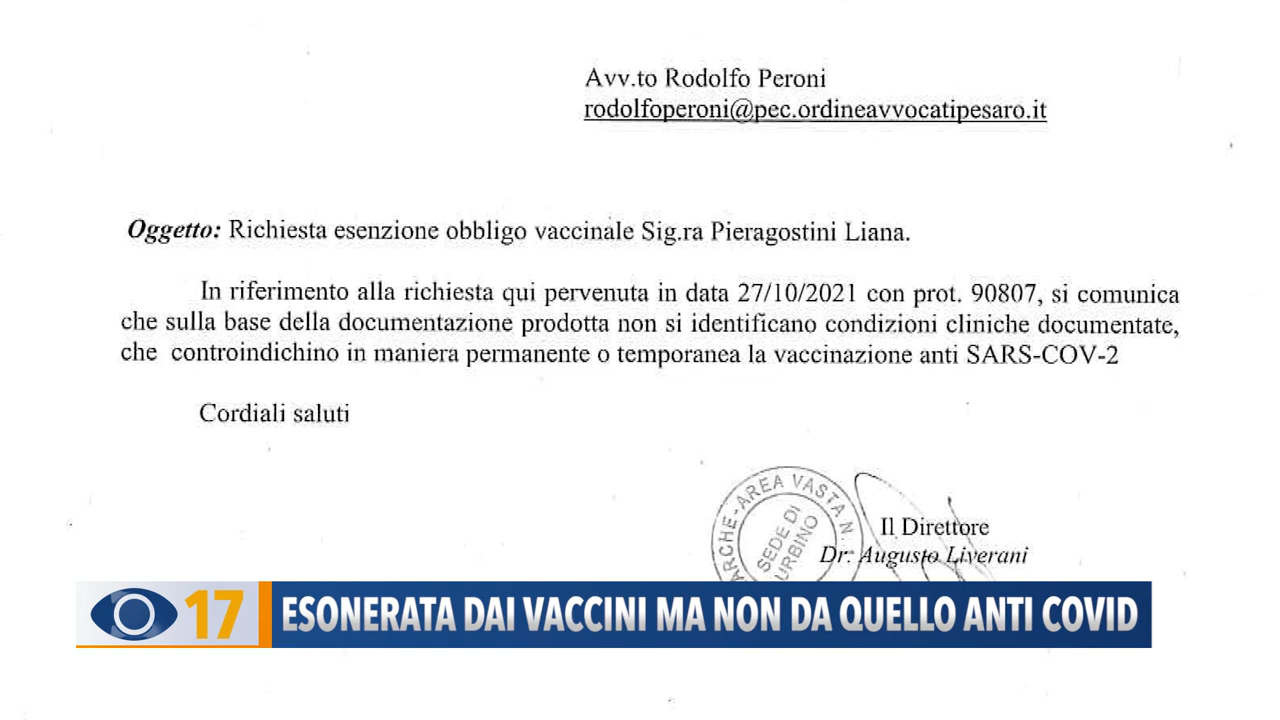 Avv.to Rodolfo Peroni
rodolfoperoni@pec.ordineavvocatipesaro.it
Oggetto: Richiesta esenzione obbligo vaccinale Sig.ra Pieragostini Liana.
In riferimento alla richiesta qui pervenuta in data 27/10/2021 con prot. 90807, si comunica
che sulla base della documentazione prodotta non si identificano condizioni cliniche documentate,
che controindichino in maniera permanente o temporanea la vaccinazione anti SARS-COV-2
Cordiali saluti
ARCHE-AREA VASTA N.
SEDE DI
URBINO
Il Direttore
Dr. Augusto Liverani
17
ESONERATA DAI VACCINI MA NON DA QUELLO ANTI COVID